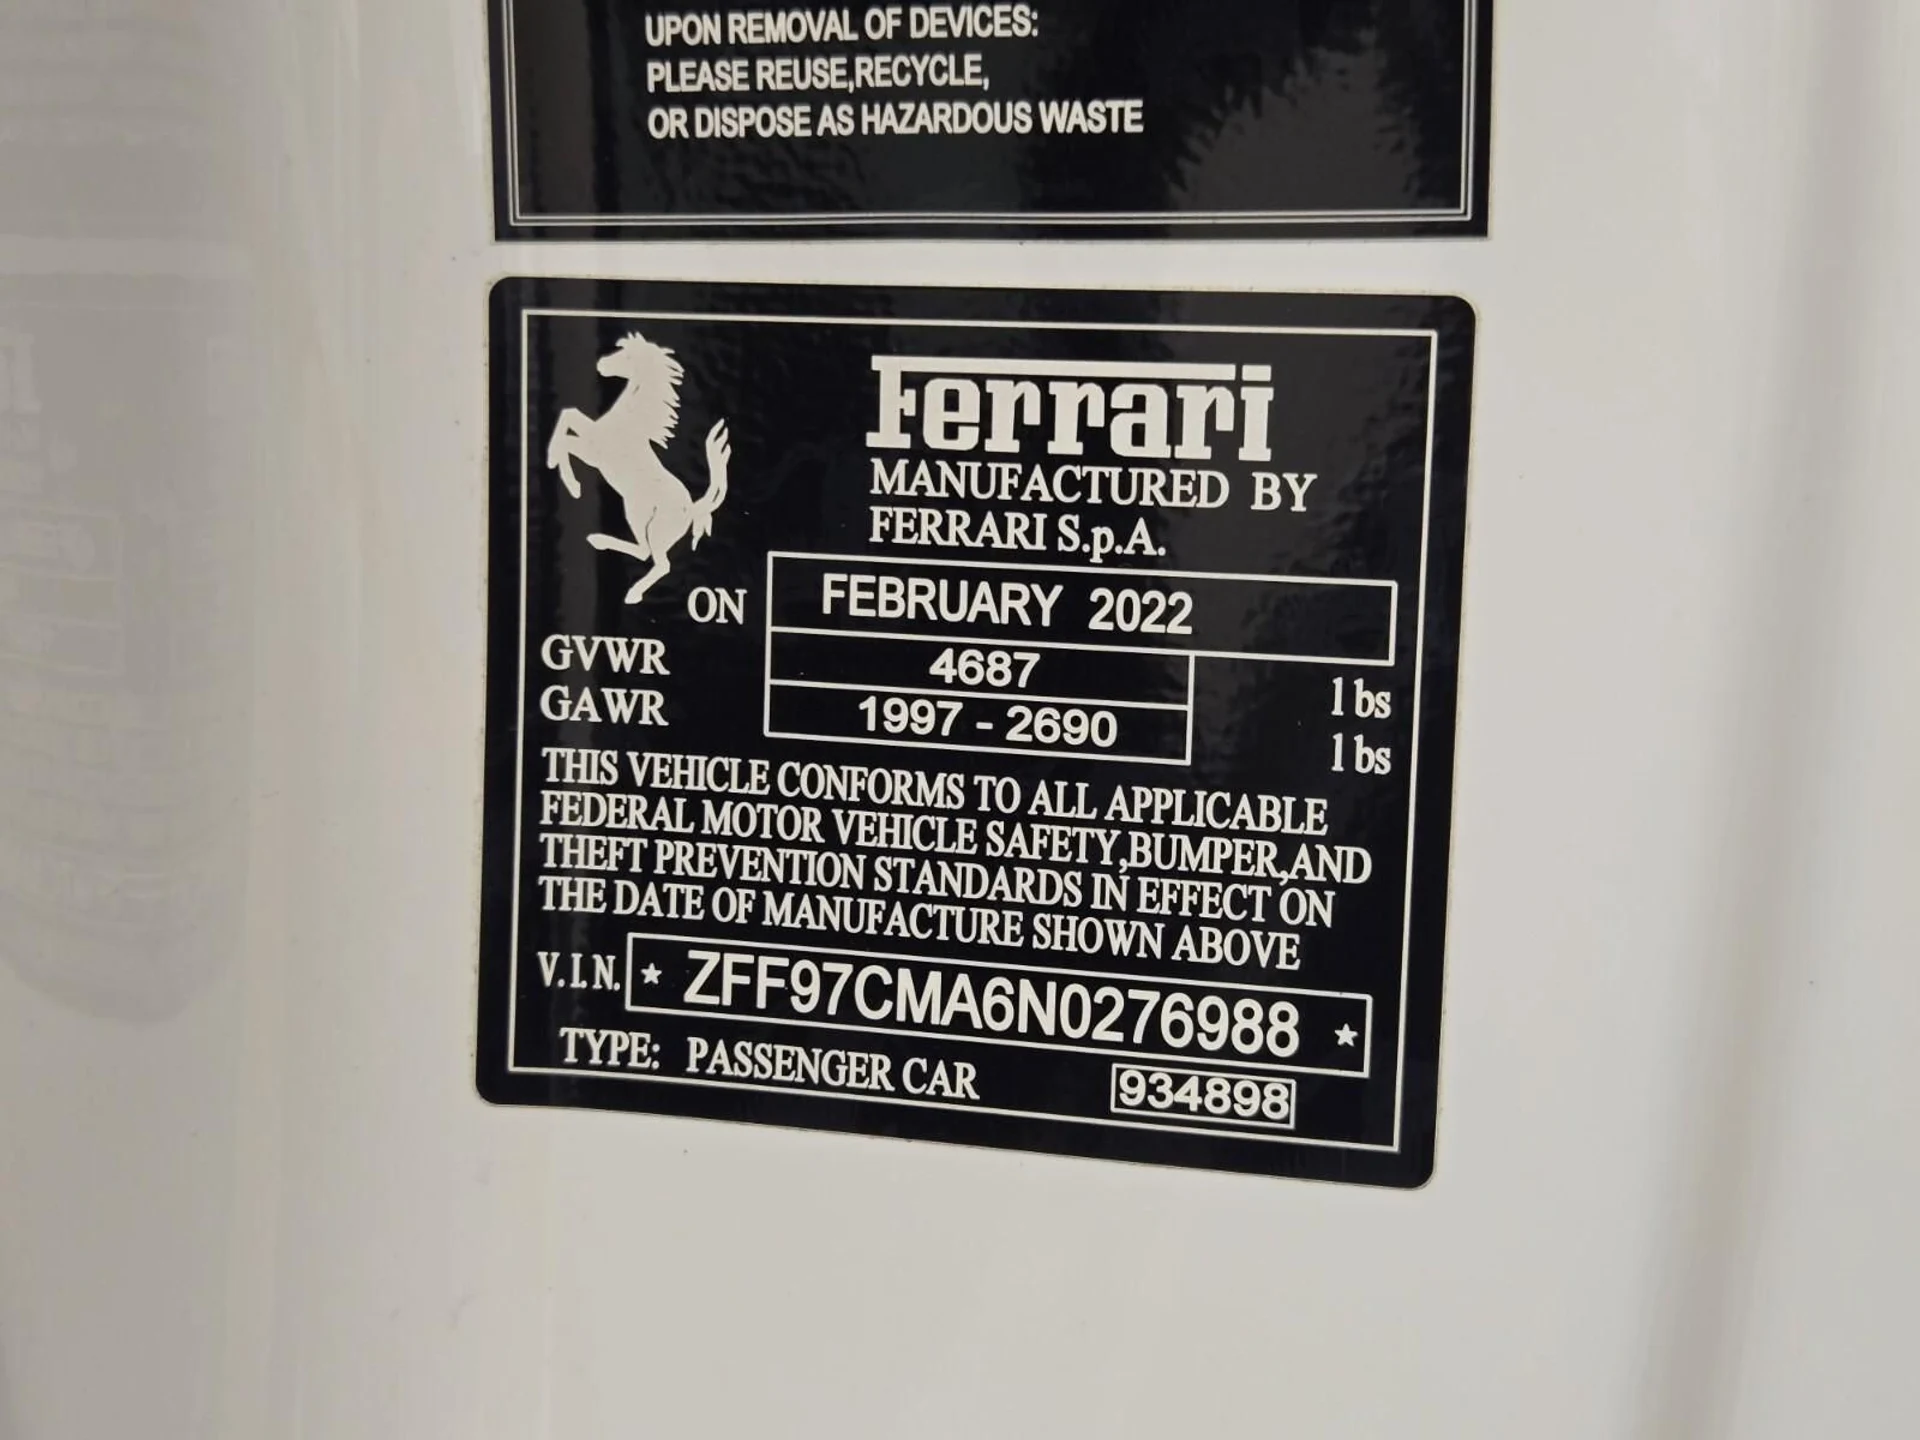 UPON REMOVAL OF DEVICES:
PLEASE REUSE,RECYCLE,
OR DISPOSE AS HAZARDOUS WASTE
Ferrari
MANUFACTURED BY
FERRARI S.p.A.
ON FEBRUARY 2022
GVWR 4687 lbs
GAWR 1997 - 2690 lbs
THIS VEHICLE CONFORMS TO ALL APPLICABLE
FEDERAL MOTOR VEHICLE SAFETY,BUMPER,AND
THEFT PREVENTION STANDARDS IN EFFECT ON
THE DATE OF MANUFACTURE SHOWN ABOVE
V.I.N. ★ ZFF97CMA6N0276988 ★
TYPE: PASSENGER CAR 934898